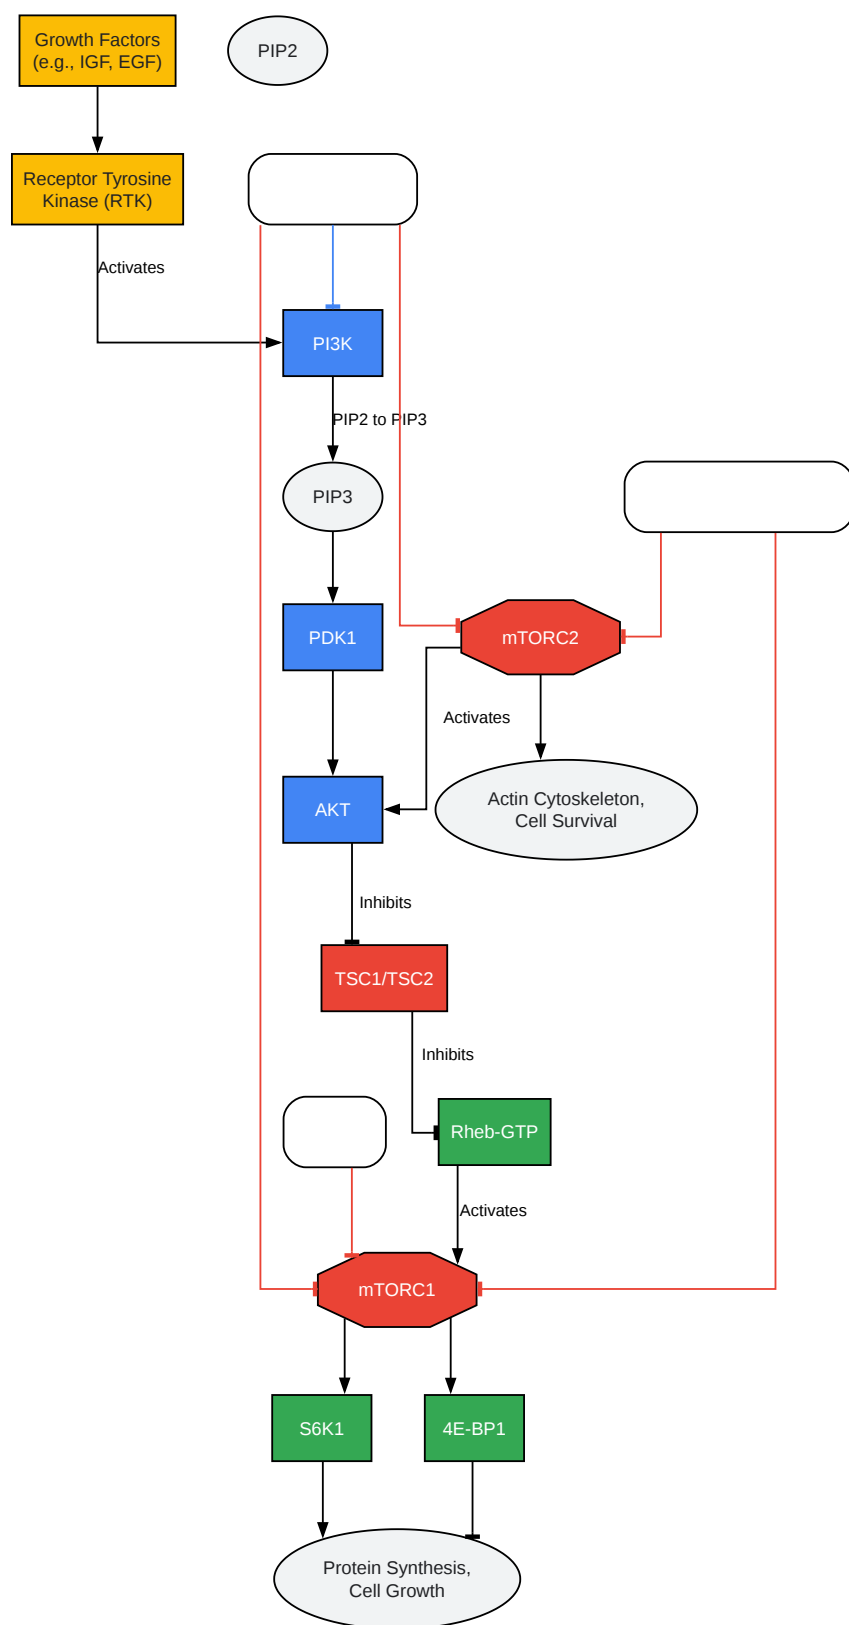 Growth Factors
(e.g., IGF, EGF)
PIP2
Receptor Tyrosine
Kinase (RTK)
Activates
PI3K
PIP2 to PIP3
PIP3
PDK1
mTORC2
Activates
Actin Cytoskeleton,
Cell Survival
AKT
Inhibits
TSC1/TSC2
Inhibits
Rheb-GTP
Activates
mTORC1
S6K1
4E-BP1
Protein Synthesis,
Cell Growth